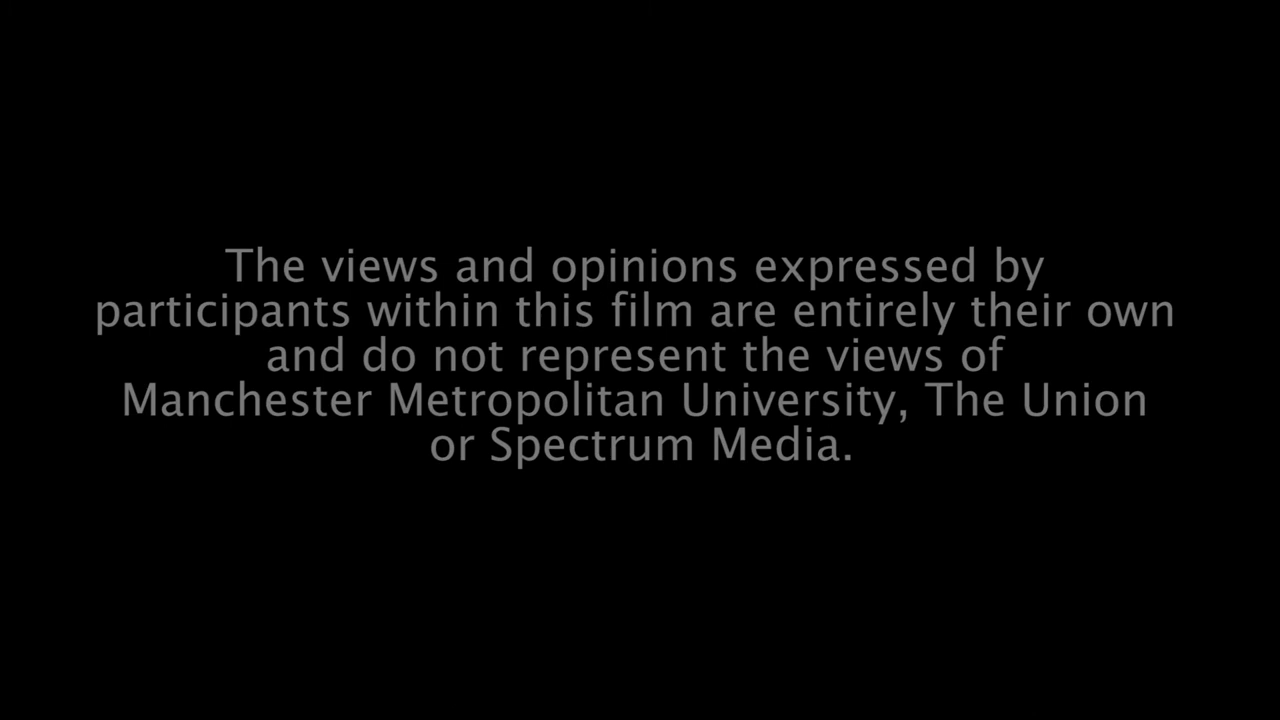 The views and opinions expressed by
participants within this film are entirely their own
and do not represent the views of
Manchester Metropolitan University, The Union
or Spectrum Media.